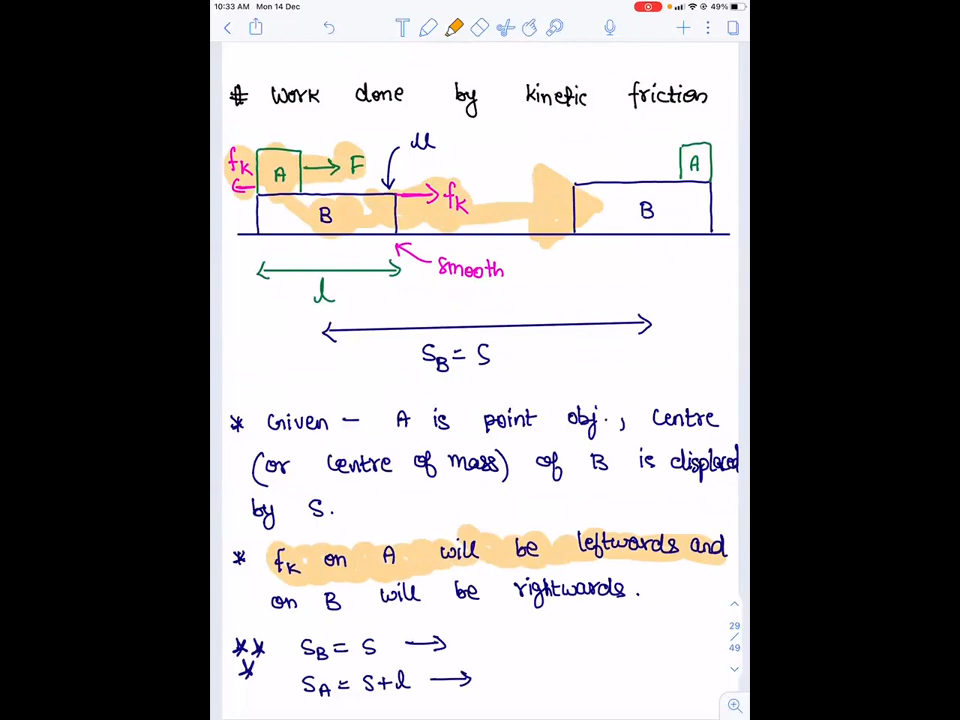 10:33 AM Mon 14 Dec
49%
# Work done by kinetic friction
fk A → F
μ
A
B
fk
B
smooth
l
SB = S
* Given - A is point obj., centre
(or centre of mass) of B is displaced
by S.
* fk on A will be leftwards and
on B will be rightwards.
*** SB = S →
SA = S+l →
29
/
49